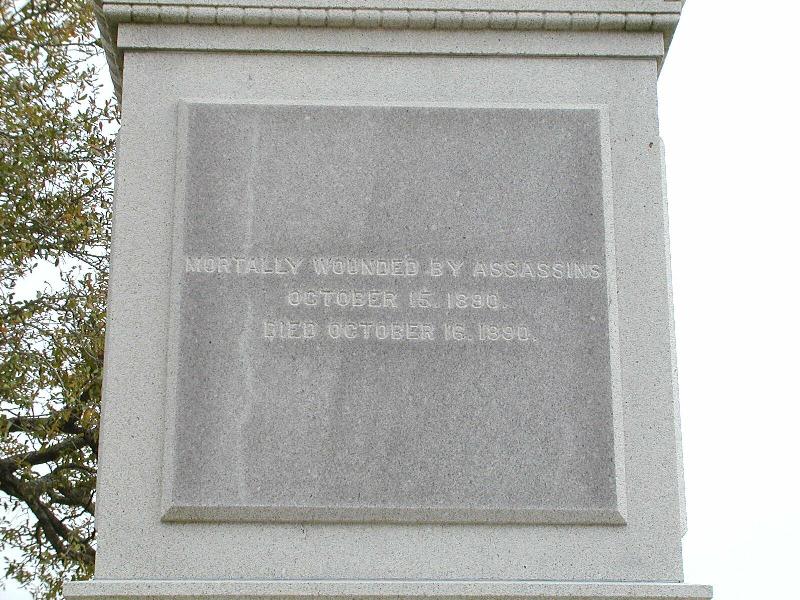 MORTALLY WOUNDED BY ASSASSINS
OCTOBER 15. 1890.
DIED OCTOBER 16. 1890.